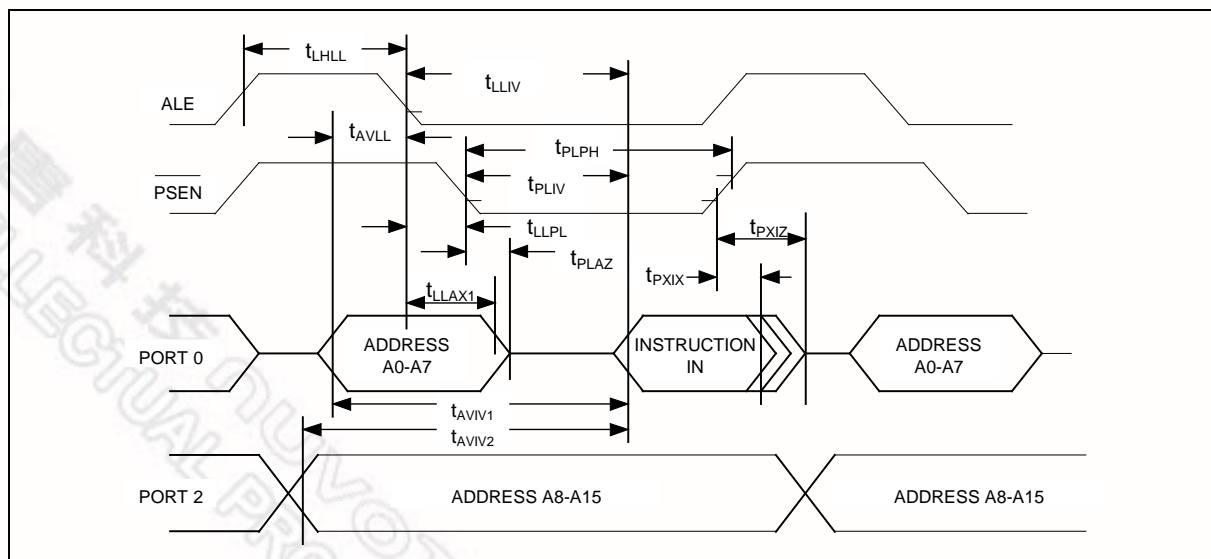 tLHLL
tLLIV
ALE
tAVLL
tPLPH
PSEN
tPLIV
tLLPL
tPXIZ
tPLAZ
tPXIX
tLLAX1
PORT 0
ADDRESS
A0-A7
INSTRUCTION
IN
ADDRESS
A0-A7
tAVIV1
tAVIV2
PORT 2
ADDRESS A8-A15
ADDRESS A8-A15